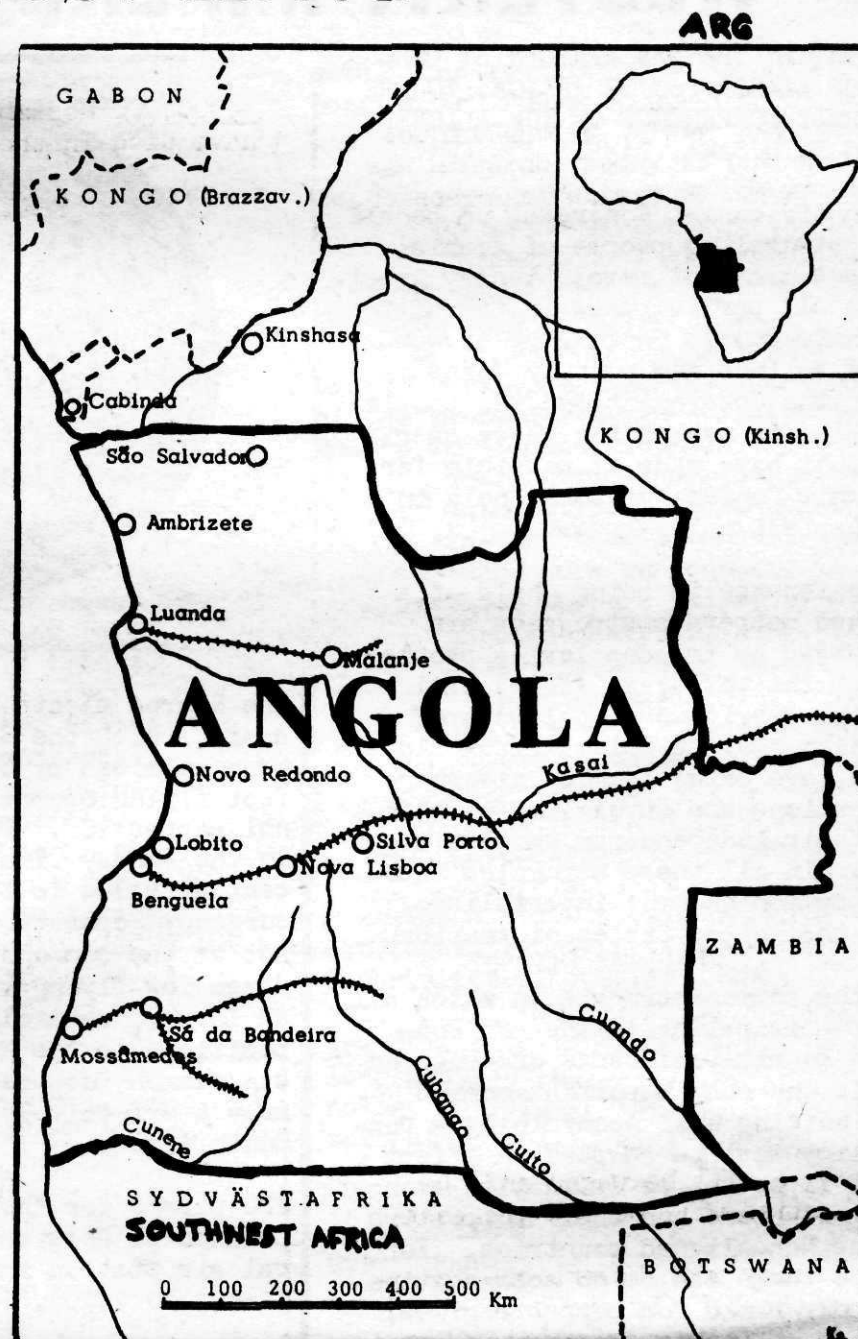 ARG
GABON
KONGO (Brazzav.)
Kinshasa
Cabinda
KONGO (Kinsh.)
São Salvador
Ambrizete
Luanda
Malanje
ANGOLA
Kasai
Novo Redondo
Lobito
Silva Porto
Nova Lisboa
Benguela
ZAMBIA
Sá da Bandeira
Mossâmedes
Cuando
Cubango
Cuito
Cunene
SYDVÄSTAFRIKA
SOUTHWEST AFRICA
BOTSWANA
0 100 200 300 400 500 Km